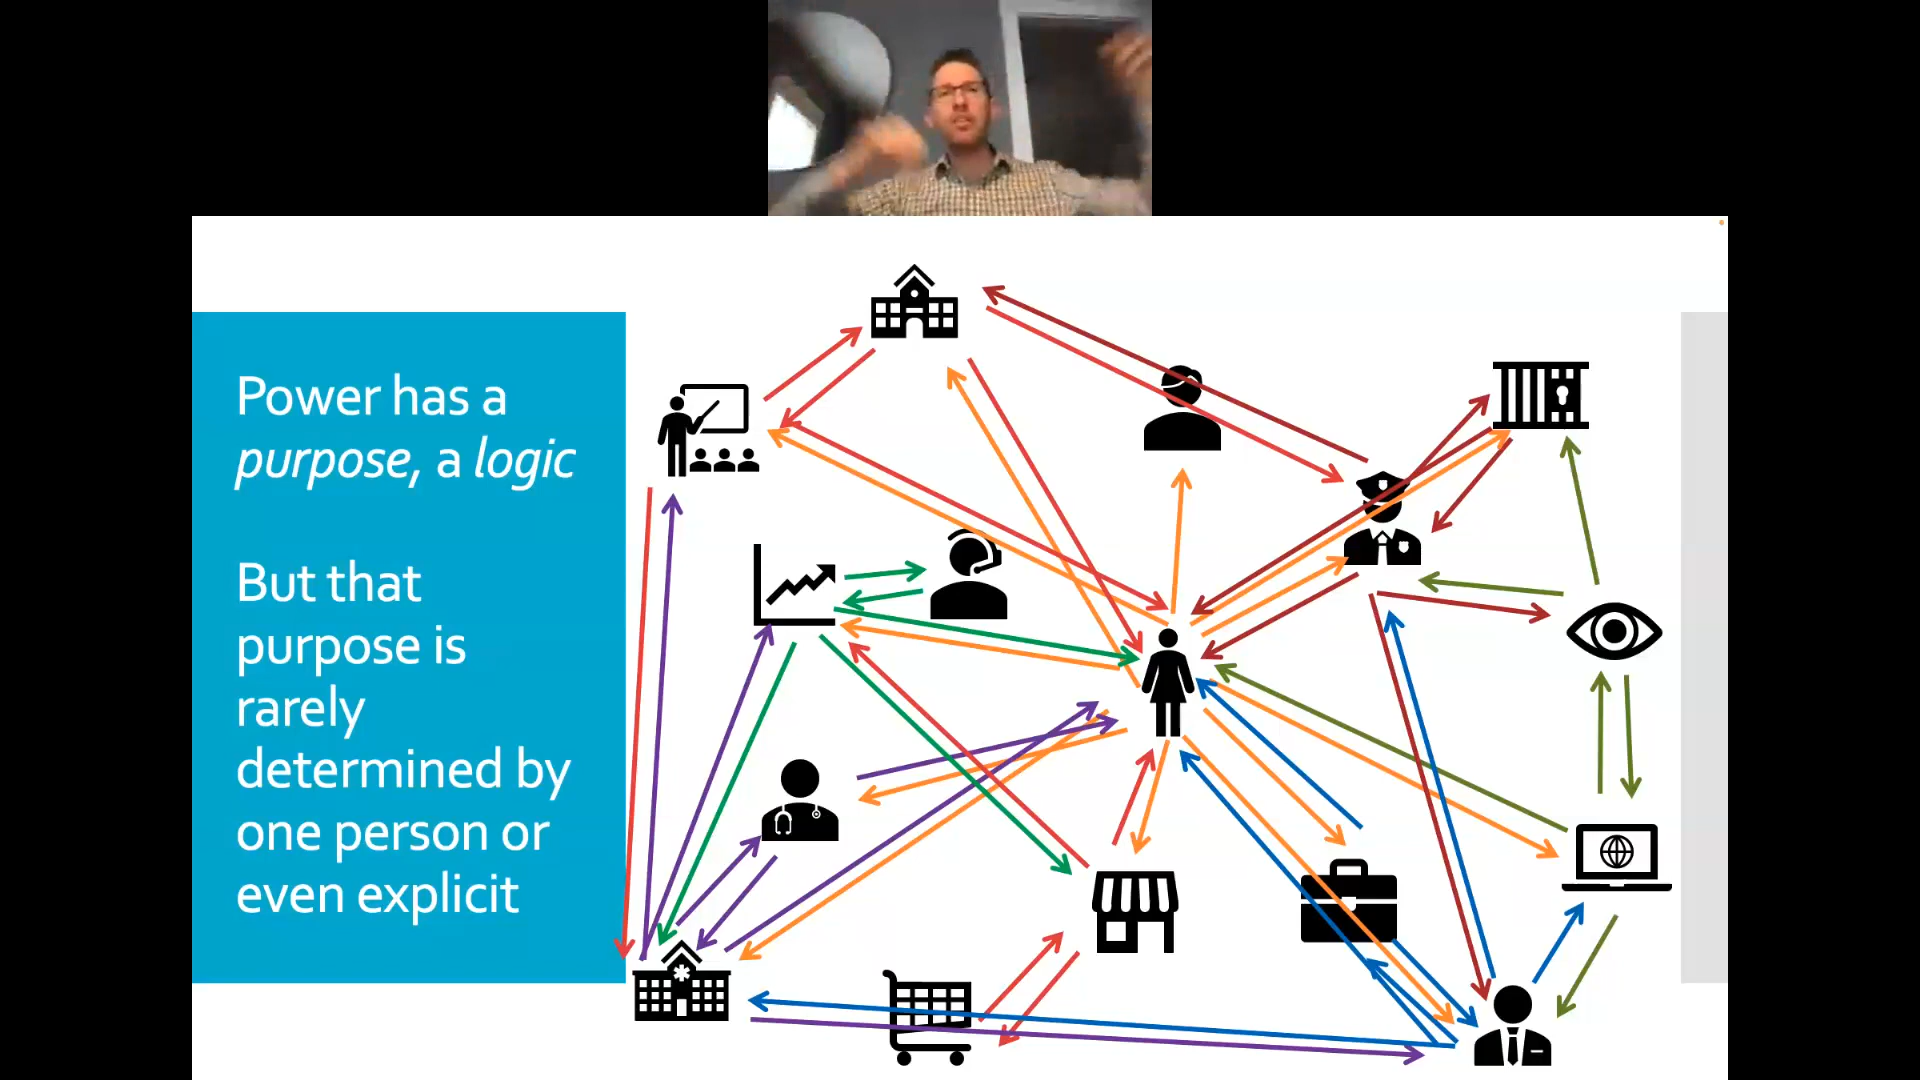 Power has a
purpose, a logic
But that
purpose is
rarely
determined by
one person or
even explicit